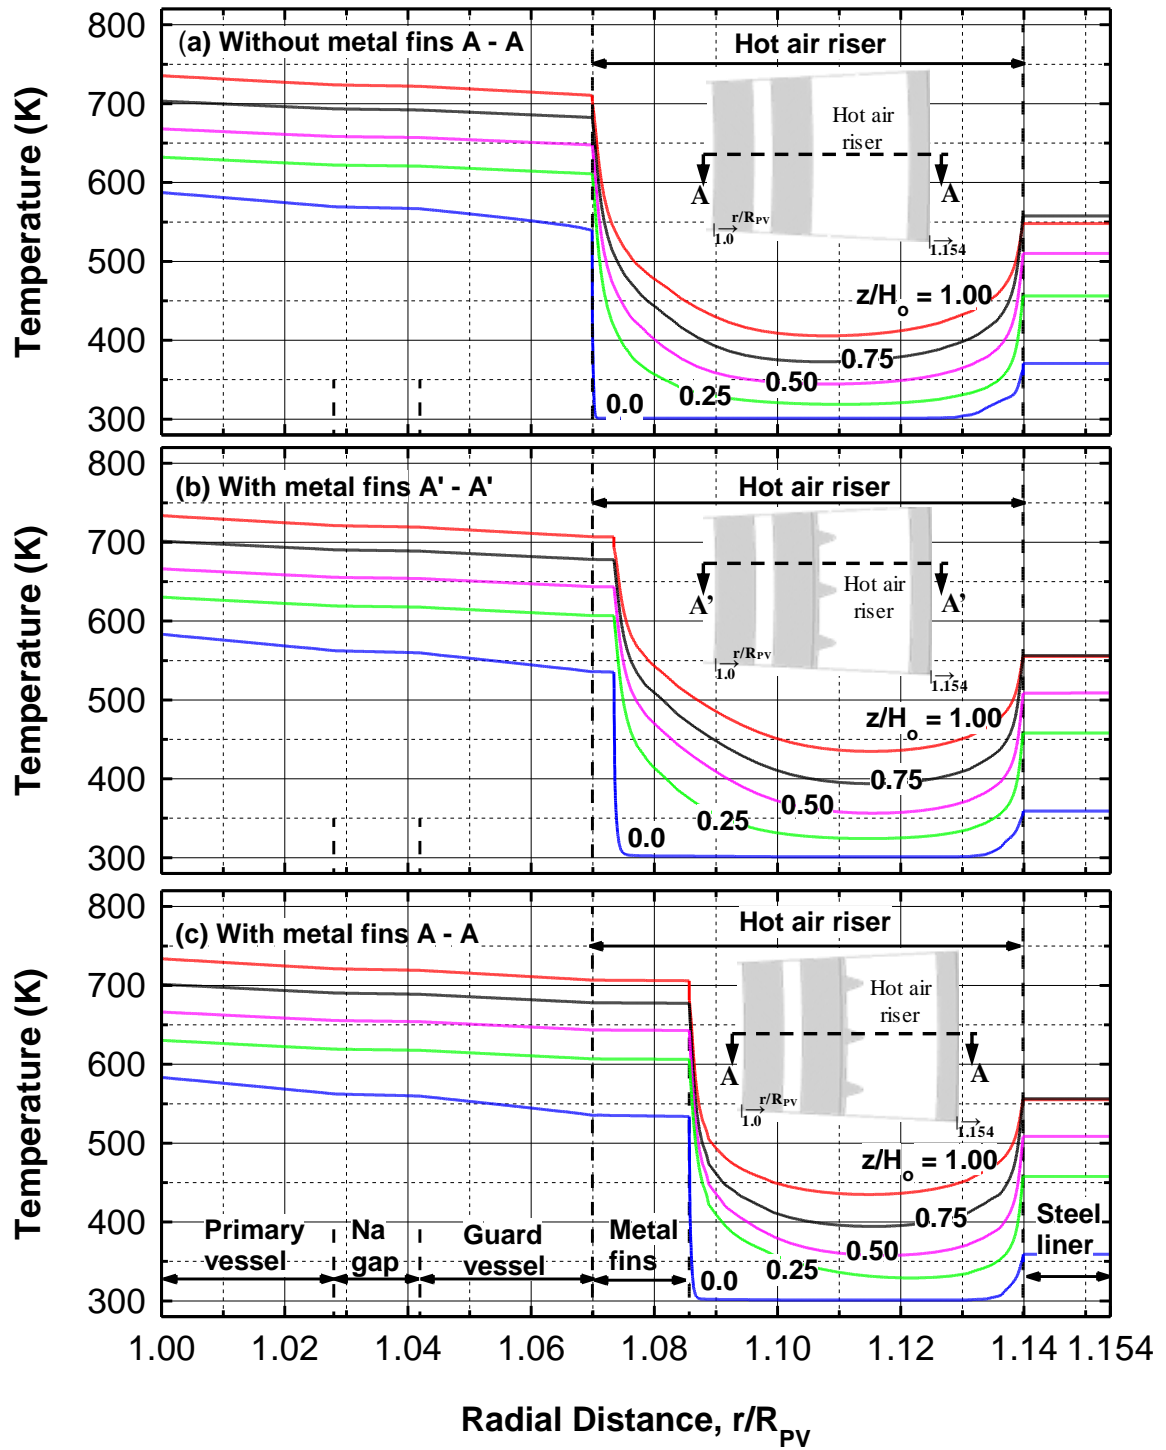 800
700
600
500
400
300
Temperature (K)
(a) Without metal fins A - A
Hot air riser
Hot air
riser
A
A
r/RPV
1.0
1.154
z/Ho = 1.00
0.75
0.50
0.25
0.0
800
700
600
500
400
300
Temperature (K)
(b) With metal fins A' - A'
Hot air riser
Hot air
riser
A'
A'
r/RPV
1.0
1.154
z/Ho = 1.00
0.75
0.50
0.25
0.0
800
700
600
500
400
300
Temperature (K)
(c) With metal fins A - A
Hot air riser
Hot air
riser
A
A
r/RPV
1.0
1.154
z/Ho = 1.00
0.75
0.50
0.25
0.0
Primary
vessel
Na
gap
Guard
vessel
Metal
fins
Steel
liner
1.00 1.02 1.04 1.06 1.08 1.10 1.12 1.14 1.154
Radial Distance, r/RPV